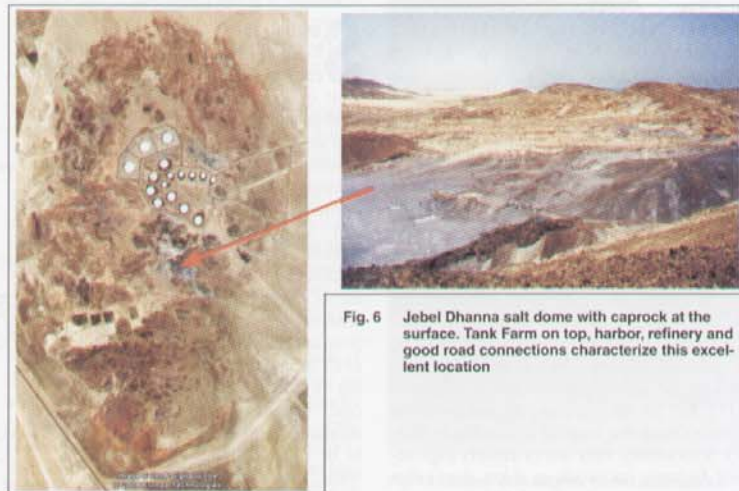 Fig. 6 Jebel Dhanna salt dome with caprock at the
surface. Tank Farm on top, harbor, refinery and
good road connections characterize this excel-
lent location